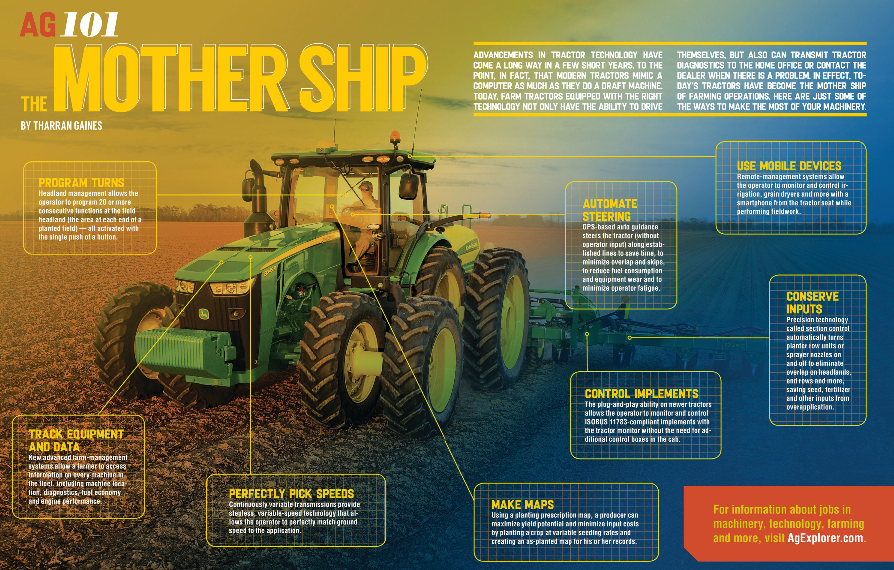 AG 101
THE MOTHER SHIP
BY THARRAN GAINES
ADVANCEMENTS IN TRACTOR TECHNOLOGY HAVE
COME A LONG WAY IN A FEW SHORT YEARS. TO THE
POINT, IN FACT, THAT MODERN TRACTORS MIMIC A
COMPUTER AS MUCH AS THEY DO A DRAFT MACHINE.
TODAY, FARM TRACTORS EQUIPPED WITH THE RIGHT
TECHNOLOGY NOT ONLY HAVE THE ABILITY TO DRIVE
THEMSELVES, BUT ALSO CAN TRANSMIT TRACTOR
DIAGNOSTICS TO THE HOME OFFICE OR CONTACT THE
DEALER WHEN THERE IS A PROBLEM. IN EFFECT, TO-
DAY'S TRACTORS HAVE BECOME THE MOTHER SHIP
OF FARMING OPERATIONS. HERE ARE JUST SOME OF
THE WAYS TO MAKE THE MOST OF YOUR MACHINERY.
PROGRAM TURNS
Headland management allows the
operator to program 20 or more
consecutive functions at the field
headland (the area at each end of a
planted field) — all activated with
the single push of a button.
AUTOMATE
STEERING
GPS-based auto guidance
steers the tractor (without
operator input) along estab-
lished lines to save time, to
minimize overlap and skips,
to reduce fuel consumption
and equipment wear and to
minimize operator fatigue.
USE MOBILE DEVICES
Remote-management systems allow
the operator to monitor and control ir-
rigation, grain dryers and more with a
smartphone from the tractor seat while
performing fieldwork.
CONSERVE
INPUTS
Precision technology
called section control
automatically turns
planter row units or
sprayer nozzles on
and off to eliminate
overlap on headlands,
end rows and more,
saving seed, fertilizer
and other inputs from
overapplication.
CONTROL IMPLEMENTS
The plug-and-play ability on newer tractors
allows the operator to monitor and control
ISOBUS 11783-compliant implements with
the tractor monitor without the need for ad-
ditional control boxes in the cab.
TRACK EQUIPMENT
AND DATA
New advanced farm-management
systems allow a farmer to access
information on every machine in
the fleet, including machine loca-
tion, diagnostics, fuel economy
and engine performance.
PERFECTLY PICK SPEEDS
Continuously variable transmissions provide
stepless, variable-speed technology that al-
lows the operator to perfectly match ground
speed to the application.
MAKE MAPS
Using a planting prescription map, a producer can
maximize yield potential and minimize input costs
by planting a crop at variable seeding rates and
creating an as-planted map for his or her records.
For information about jobs in
machinery, technology, farming
and more, visit AgExplorer.com.